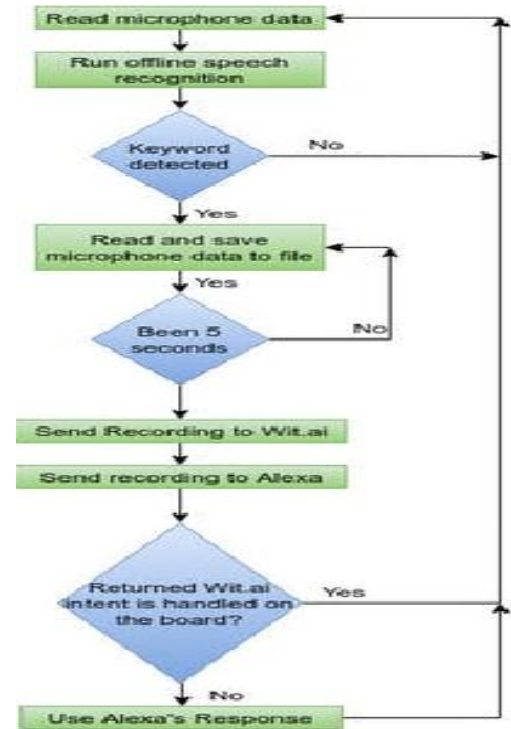 Read microphone data
Run offline speech
recognition
Keyword
detected
No
Yes
Read and save
microphone data to file
Yes
Been 5
seconds
No
Send Recording to Wit.ai
Send recording to Alexa
Returned Wit.ai
intent is handled on
the board?
Yes
No
Use Alexa's Response